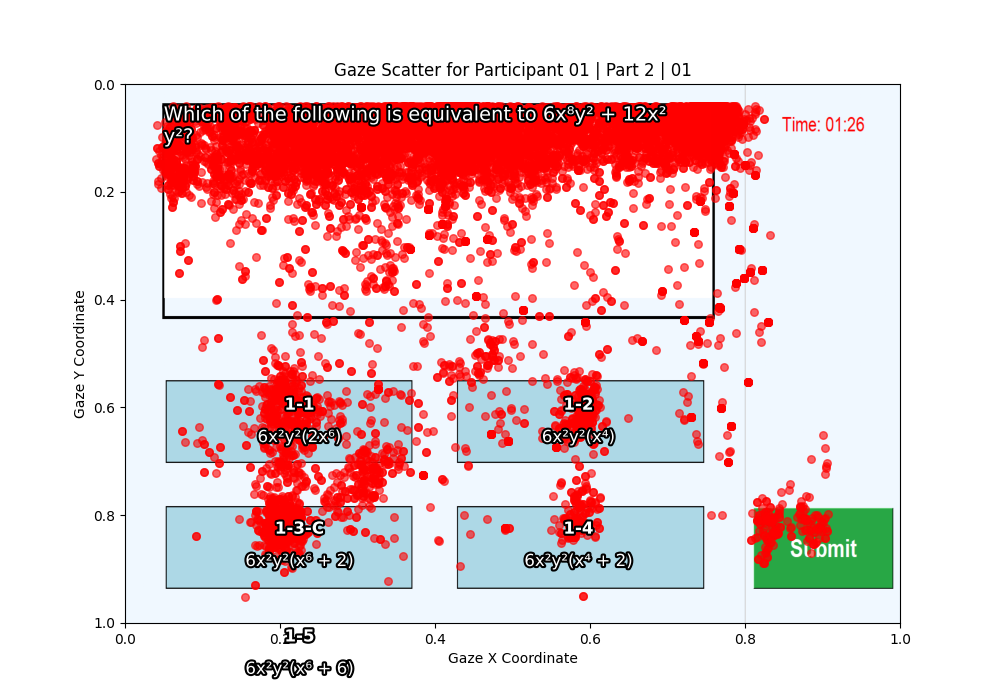 Gaze Scatter for Participant 01 | Part 2 | 01
Which of the following is equivalent to 6x⁸y² + 12x²
y²?
Time: 01:26
1-1
6x²y²(2x⁶)
1-2
6x²y²(x⁴)
1-3-C
6x²y²(x⁶ + 2)
1-4
6x²y²(x⁴ + 2)
Submit
1-5
6x²y²(x⁶ + 6)
0.0
0.2
0.4
0.6
0.8
1.0
Gaze Y Coordinate
0.0 0.2 0.4 0.6 0.8 1.0
Gaze X Coordinate